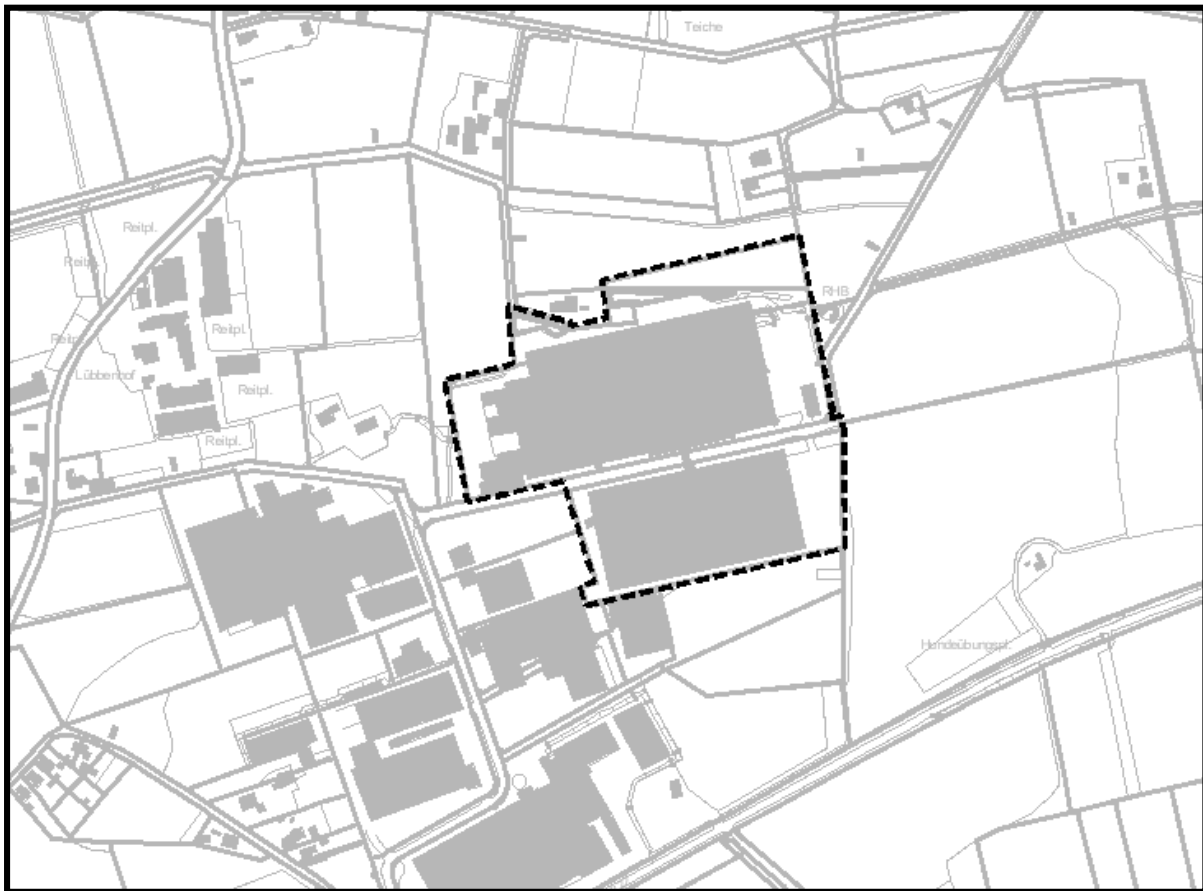 Teiche
Reitpl.
Reitpl.
RHB
Reitpl.
Reitpl.
Lübbenhof
Reitpl.
Reitpl.
Hundeübungspl.